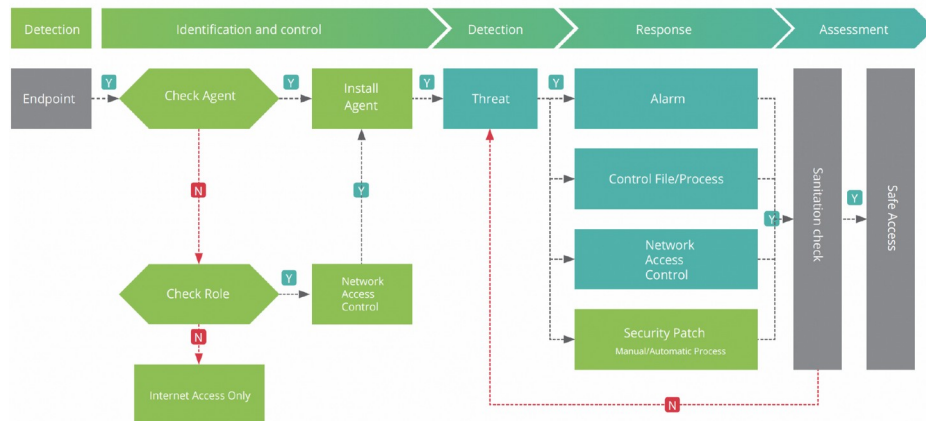 Detection
Identification and control
Detection
Response
Assessment
Endpoint
Y
Check Agent
Y
Install
Agent
Y
Threat
Y
Alarm
N
Y
Control File/Process
Y
Sanitation check
Y
Safe Access
Check Role
Y
Network
Access
Control
Network
Access
Control
N
Security Patch
Manual/Automatic Process
Internet Access Only
N